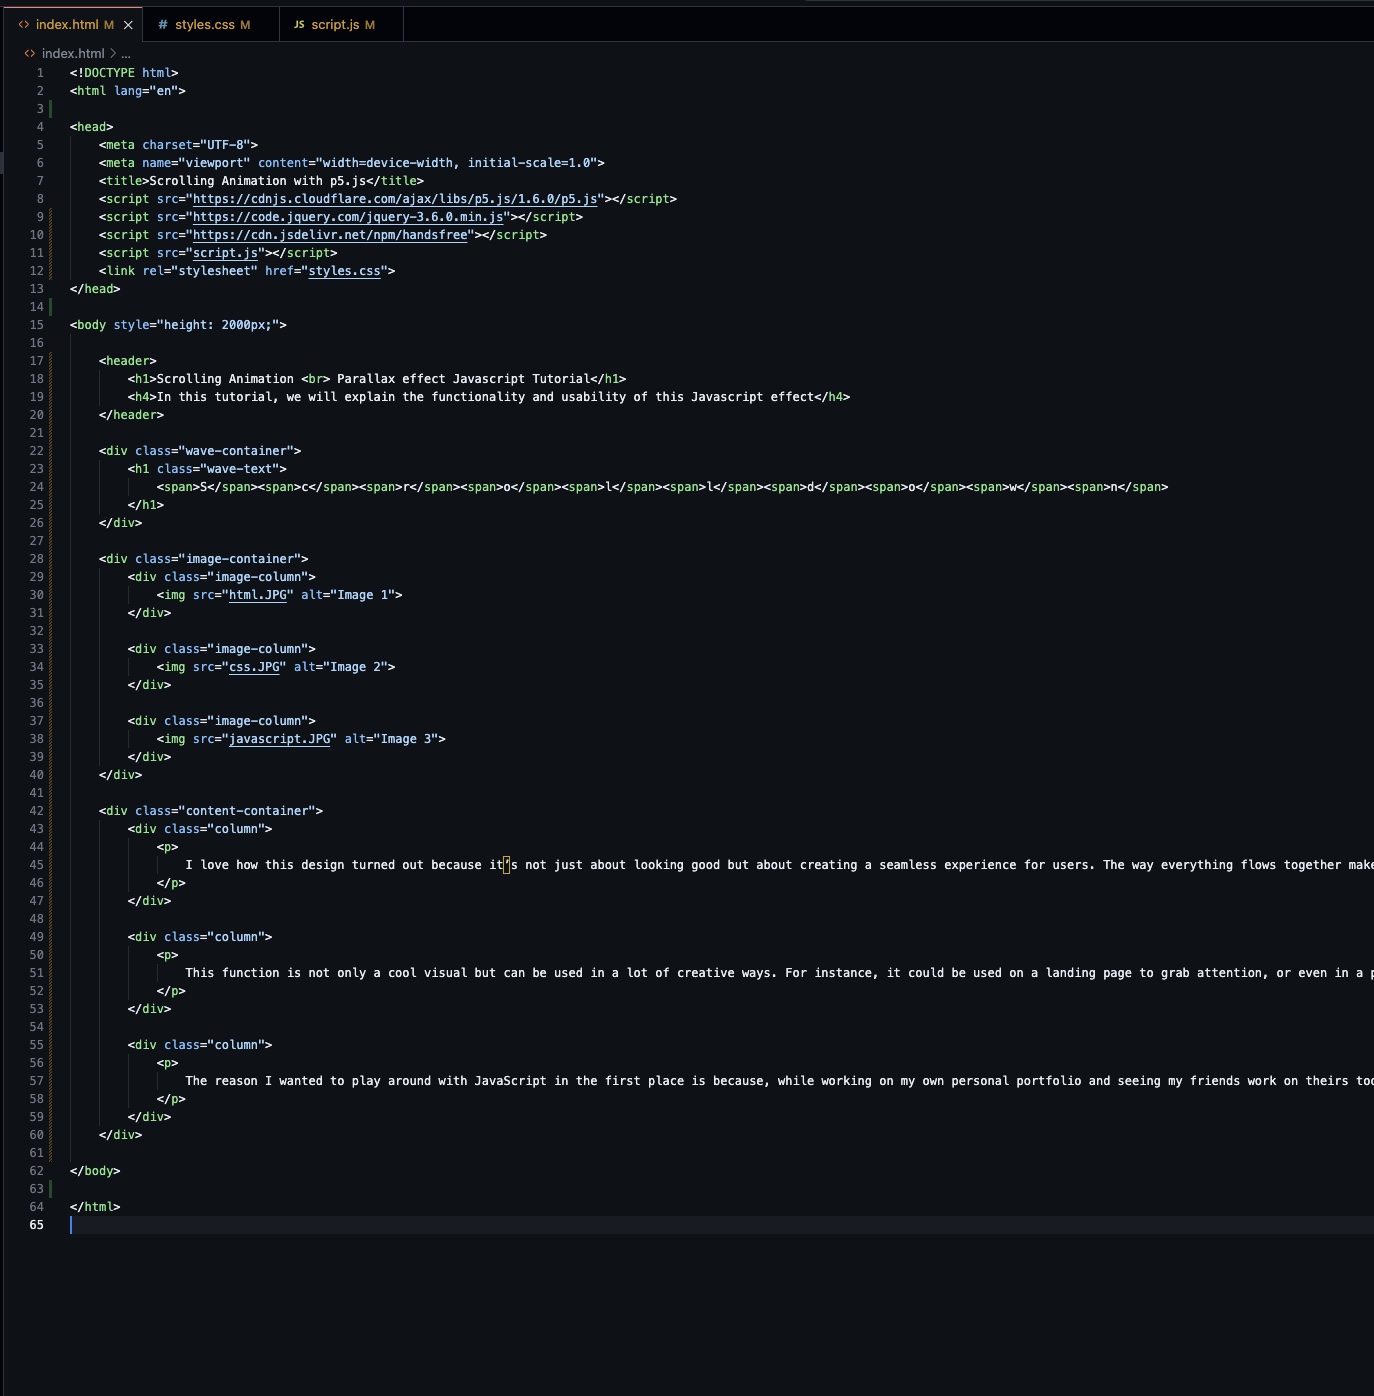 index.html M ×
# styles.css M
JS script.js M
index.html > ...
1 <!DOCTYPE html>
2 <html lang="en">
3
4 <head>
5 <meta charset="UTF-8">
6 <meta name="viewport" content="width=device-width, initial-scale=1.0">
7 <title>Scrolling Animation with p5.js</title>
8 <script src="https://cdnjs.cloudflare.com/ajax/libs/p5.js/1.6.0/p5.js"></script>
9 <script src="https://code.jquery.com/jquery-3.6.0.min.js"></script>
10 <script src="https://cdn.jsdelivr.net/npm/handsfree"></script>
11 <script src="script.js"></script>
12 <link rel="stylesheet" href="styles.css">
13 </head>
14
15 <body style="height: 2000px;">
16
17 <header>
18 <h1>Scrolling Animation <br> Parallax effect Javascript Tutorial</h1>
19 <h4>In this tutorial, we will explain the functionality and usability of this Javascript effect</h4>
20 </header>
21
22 <div class="wave-container">
23 <h1 class="wave-text">
24 <span>S</span><span>c</span><span>r</span><span>o</span><span>l</span><span>l</span><span>d</span><span>o</span><span>w</span><span>n</span>
25 </h1>
26 </div>
27
28 <div class="image-container">
29 <div class="image-column">
30 <img src="html.JPG" alt="Image 1">
31 </div>
32
33 <div class="image-column">
34 <img src="css.JPG" alt="Image 2">
35 </div>
36
37 <div class="image-column">
38 <img src="javascript.JPG" alt="Image 3">
39 </div>
40 </div>
41
42 <div class="content-container">
43 <div class="column">
44 <p>
45 I love how this design turned out because it’s not just about looking good but about creating a seamless experience for users. The way everything flows together make
46 </p>
47 </div>
48
49 <div class="column">
50 <p>
51 This function is not only a cool visual but can be used in a lot of creative ways. For instance, it could be used on a landing page to grab attention, or even in a p
52 </p>
53 </div>
54
55 <div class="column">
56 <p>
57 The reason I wanted to play around with JavaScript in the first place is because, while working on my own personal portfolio and seeing my friends work on theirs too
58 </p>
59 </div>
60 </div>
61
62 </body>
63
64 </html>
65